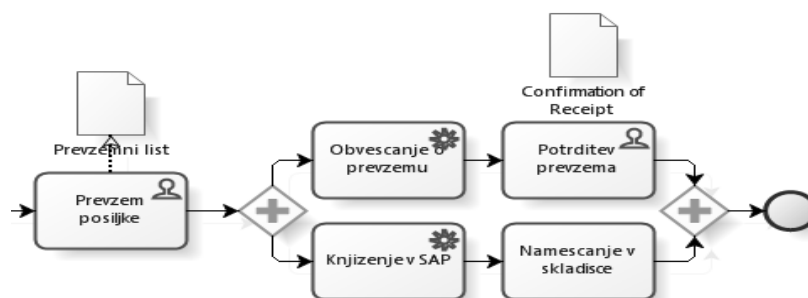 Confirmation of
Receipt
Prevzemni list
Obvescanje o
prevzemu
Potrditev
prevzema
Prevzem
posiljke
Knjizenje v SAP
Namescanje v
skladisce